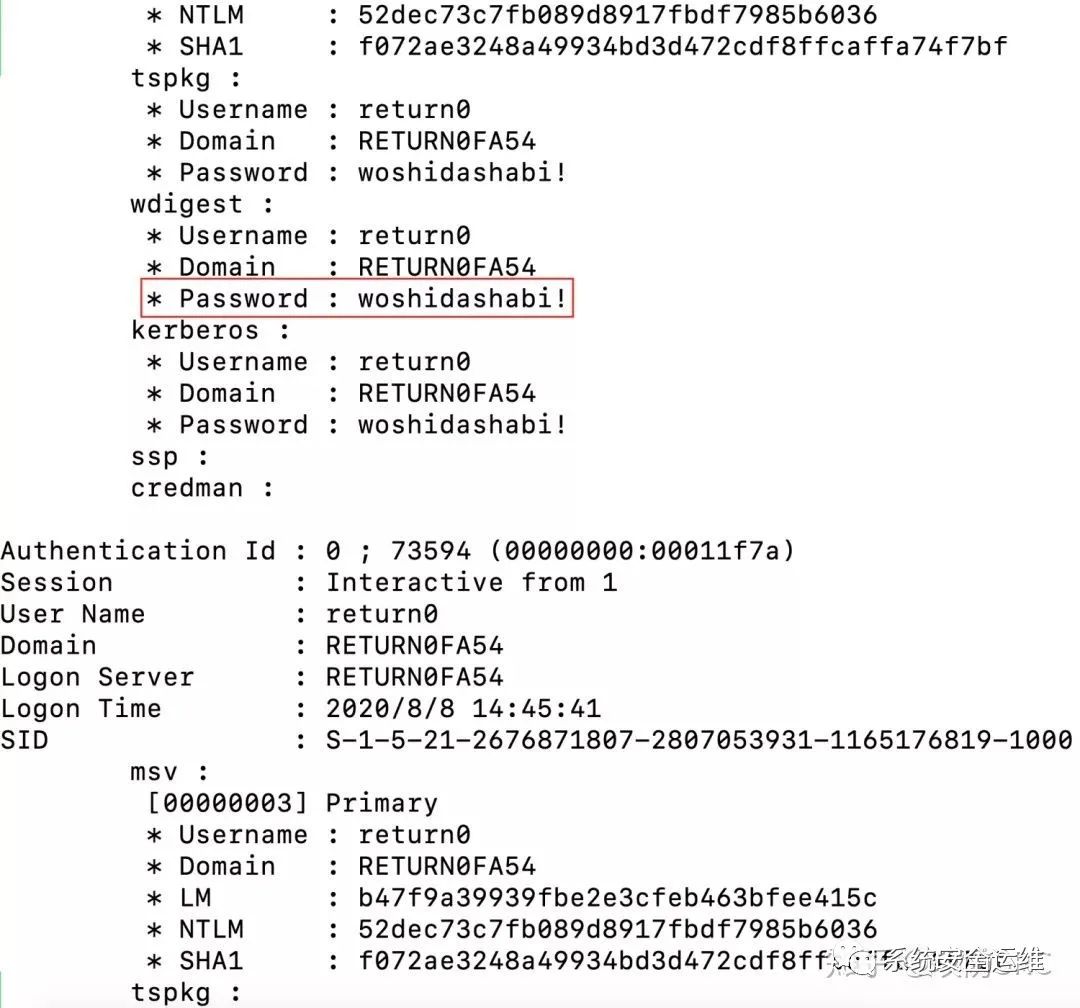 * NTLM : 52dec73c7fb089d8917fbdf7985b6036
* SHA1 : f072ae3248a49934bd3d472cdf8ffcaffa74f7bf
tspkg :
* Username : return0
* Domain : RETURN0FA54
* Password : woshidashabi!
wdigest :
* Username : return0
* Domain : RETURN0FA54
* Password : woshidashabi!
kerberos :
* Username : return0
* Domain : RETURN0FA54
* Password : woshidashabi!
ssp :
credman :
Authentication Id : 0 ; 73594 (00000000:00011f7a)
Session : Interactive from 1
User Name : return0
Domain : RETURN0FA54
Logon Server : RETURN0FA54
Logon Time : 2020/8/8 14:45:41
SID : S-1-5-21-2676871807-2807053931-1165176819-1000
msv :
[00000003] Primary
* Username : return0
* Domain : RETURN0FA54
* LM : b47f9a39939fbe2e3cfeb463bfee415c
* NTLM : 52dec73c7fb089d8917fbdf7985b6036
* SHA1 : f072ae3248a49934bd3d472cdf8ff
系统安全运维
tspkg :